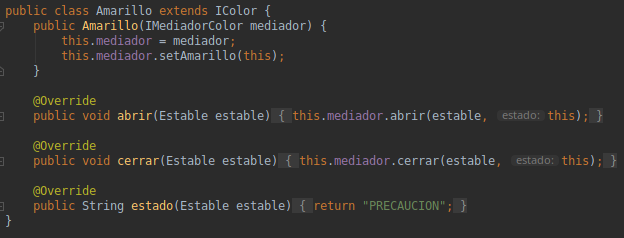 public class Amarillo extends IColor {
    public Amarillo(IMediadorColor mediador) {
        this.mediador = mediador;
        this.mediador.setAmarillo(this);
    }

    @Override
    public void abrir(Estable estable) { this.mediador.abrir(estable, estado: this); }

    @Override
    public void cerrar(Estable estable) { this.mediador.cerrar(estable, estado: this); }

    @Override
    public String estado(Estable estable) { return "PRECAUCION"; }
}